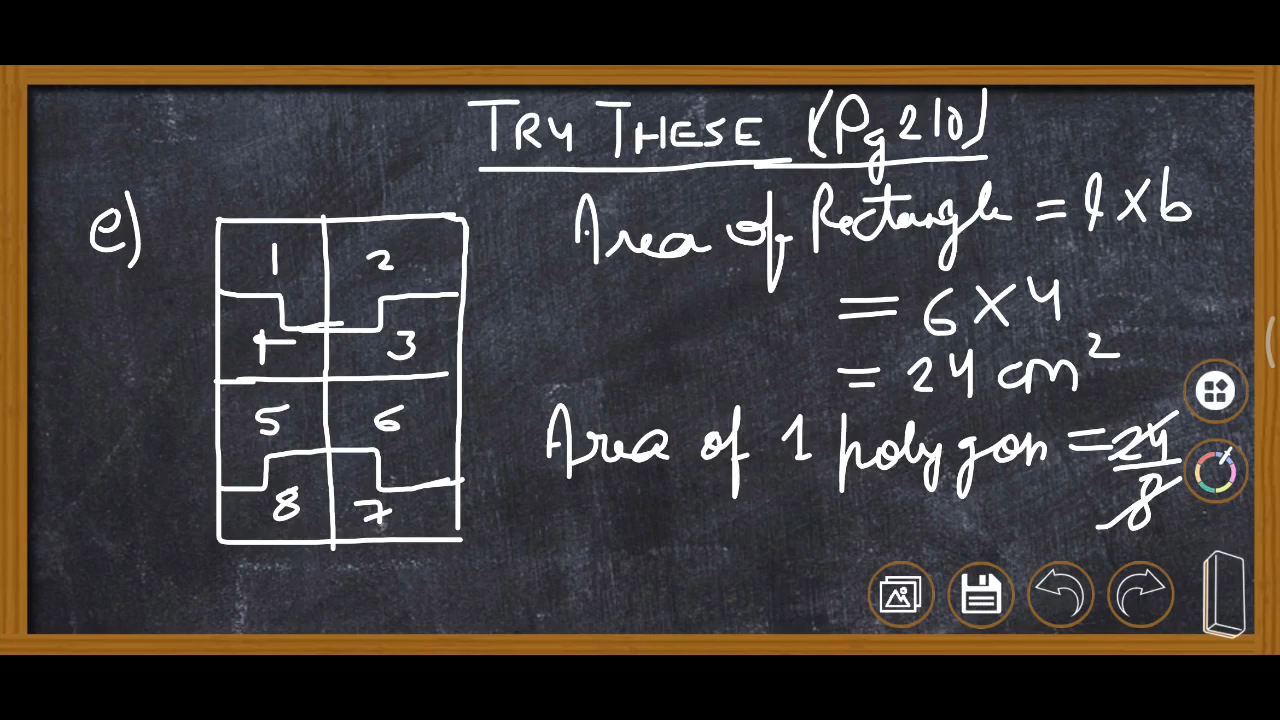 TRY THESE (Pg 210)
e)
Area of Rectangle = l × b
= 6 × 4
= 24 cm²
Area of 1 polygon = 24/8
1 2
4 3
5 6
8 7